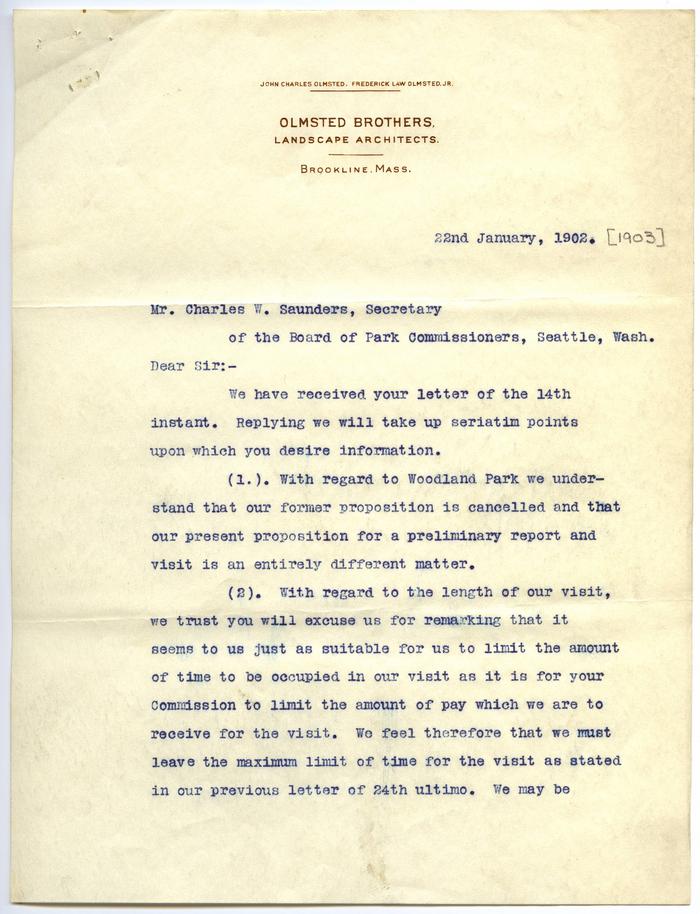 JOHN CHARLES OLMSTED. FREDERICK LAW OLMSTED, JR.
OLMSTED BROTHERS,
LANDSCAPE ARCHITECTS.
BROOKLINE, MASS.
22nd January, 1902. [1903]
Mr. Charles W. Saunders, Secretary
of the Board of Park Commissioners, Seattle, Wash.
Dear Sir:-
We have received your letter of the 14th
instant. Replying we will take up seriatim points
upon which you desire information.
(1.). With regard to Woodland Park we under-
stand that our former proposition is cancelled and that
our present proposition for a preliminary report and
visit is an entirely different matter.
(2). With regard to the length of our visit,
we trust you will excuse us for remarking that it
seems to us just as suitable for us to limit the amount
of time to be occupied in our visit as it is for your
Commission to limit the amount of pay which we are to
receive for the visit. We feel therefore that we must
leave the maximum limit of time for the visit as stated
in our previous letter of 24th ultimo. We may be